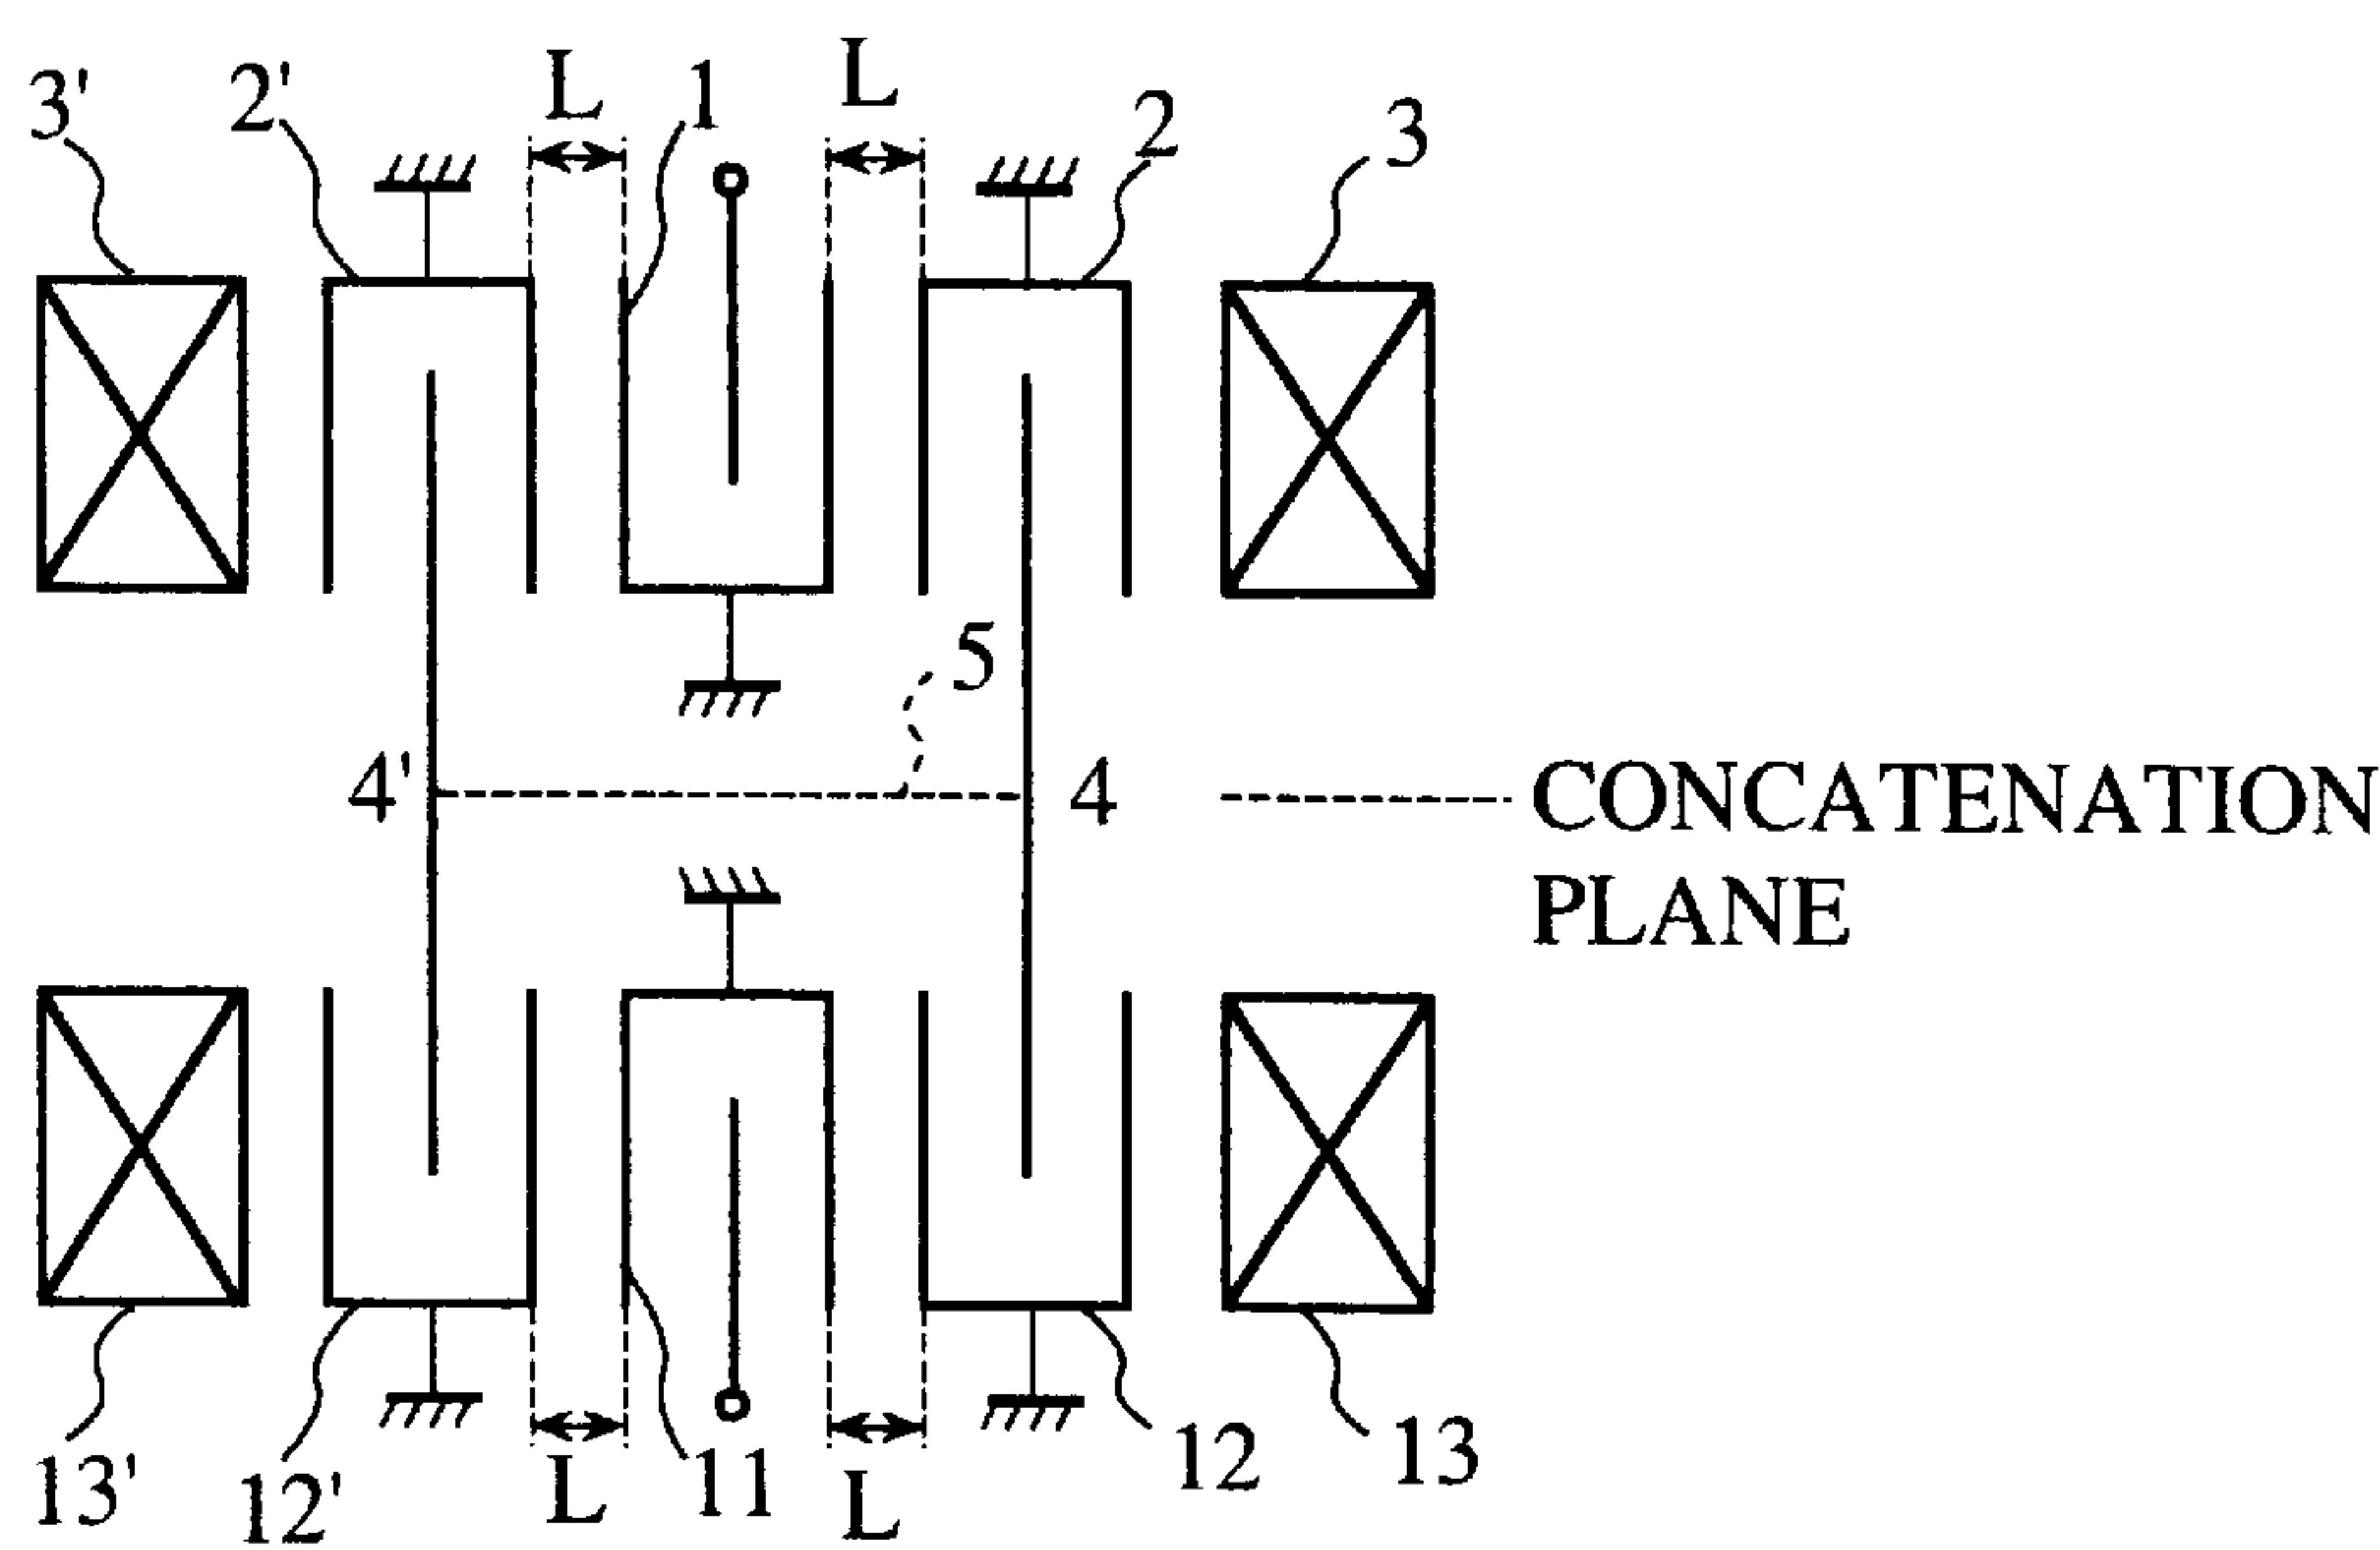 3' 2' L 1 L 2 3
5
4' 4 CONCATENATION
PLANE
13' 12' L 11 L 12 13